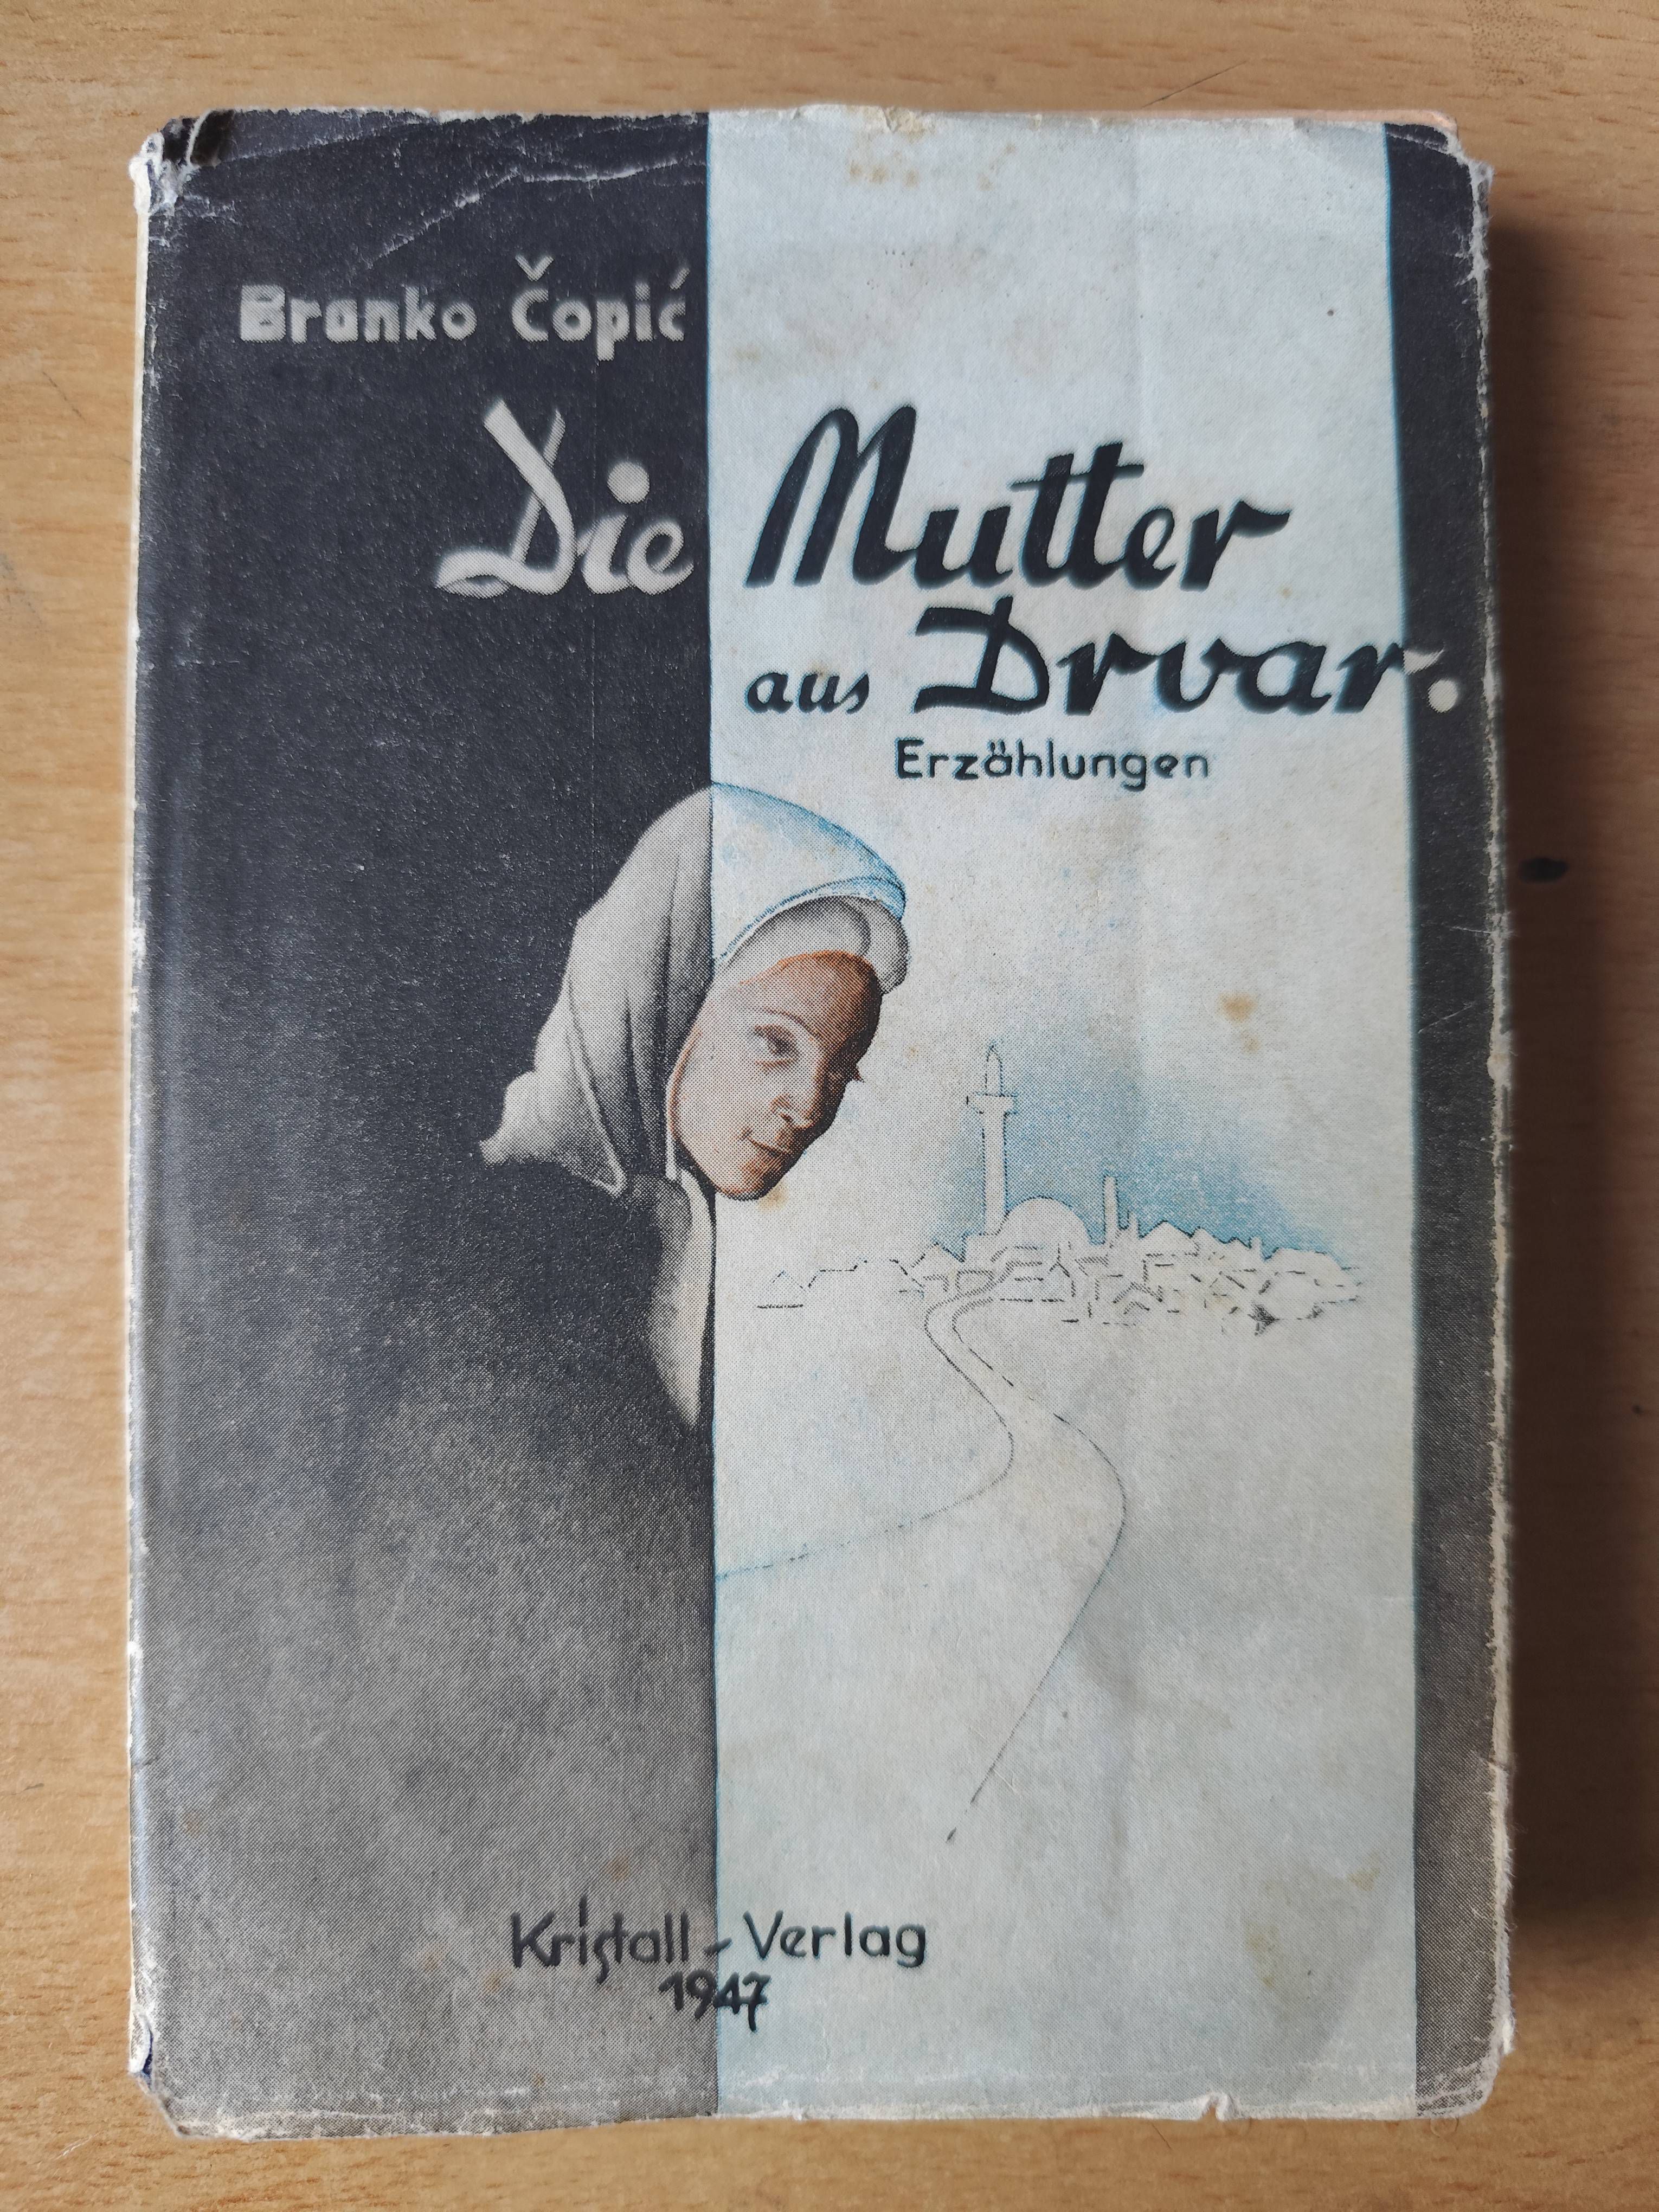 Branko Čopić
Die Mutter
aus Drvar.
Erzählungen
Kristall-Verlag
1947